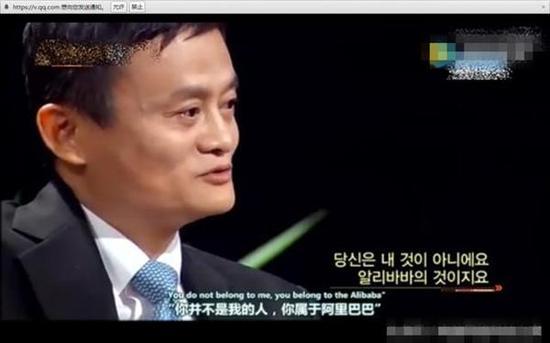 https://v.qq.com 想向您发送通知。 允许 禁止
당신은 내 것이 아니에요
알리바바의 것이지요
You do not belong to me, you belong to the Alibaba"
“你并不是我的人，你属于阿里巴巴”